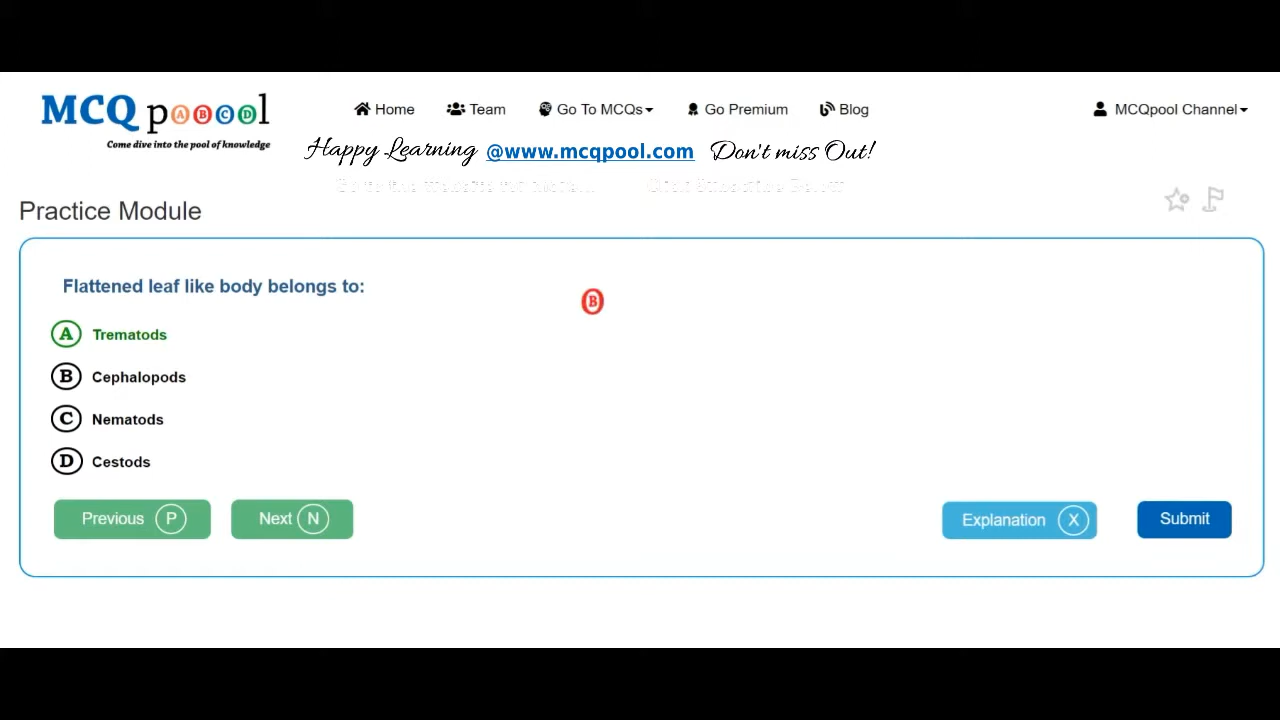 MCQ pooool
Come dive into the pool of knowledge
Home Team Go To MCQs Go Premium Blog MCQpool Channel
Happy Learning @www.mcqpool.com Don't miss Out!
Practice Module
Flattened leaf like body belongs to:
B
A Trematods
B Cephalopods
C Nematods
D Cestods
Previous P Next N Explanation X Submit